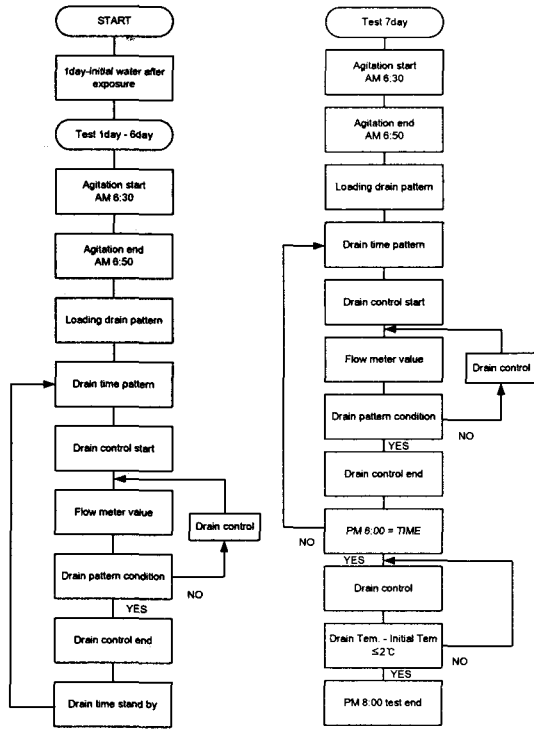 START
1day-initial water after
exposure
Test 1day - 6day
Agitation start
AM 6:30
Agitation end
AM 6:50
Loading drain pattern
Drain time pattern
Drain control start
Flow meter value
Drain control
Drain pattern condition
NO
YES
Drain control end
Drain time stand by
Test 7day
Agitation start
AM 6:30
Agitation end
AM 6:50
Loading drain pattern
Drain time pattern
Drain control start
Flow meter value
Drain control
Drain pattern condition
NO
YES
Drain control end
PM 6:00 = TIME
NO
YES
Drain control
Drain Tem. - Initial Tem
≤2℃
NO
YES
PM 8:00 test end